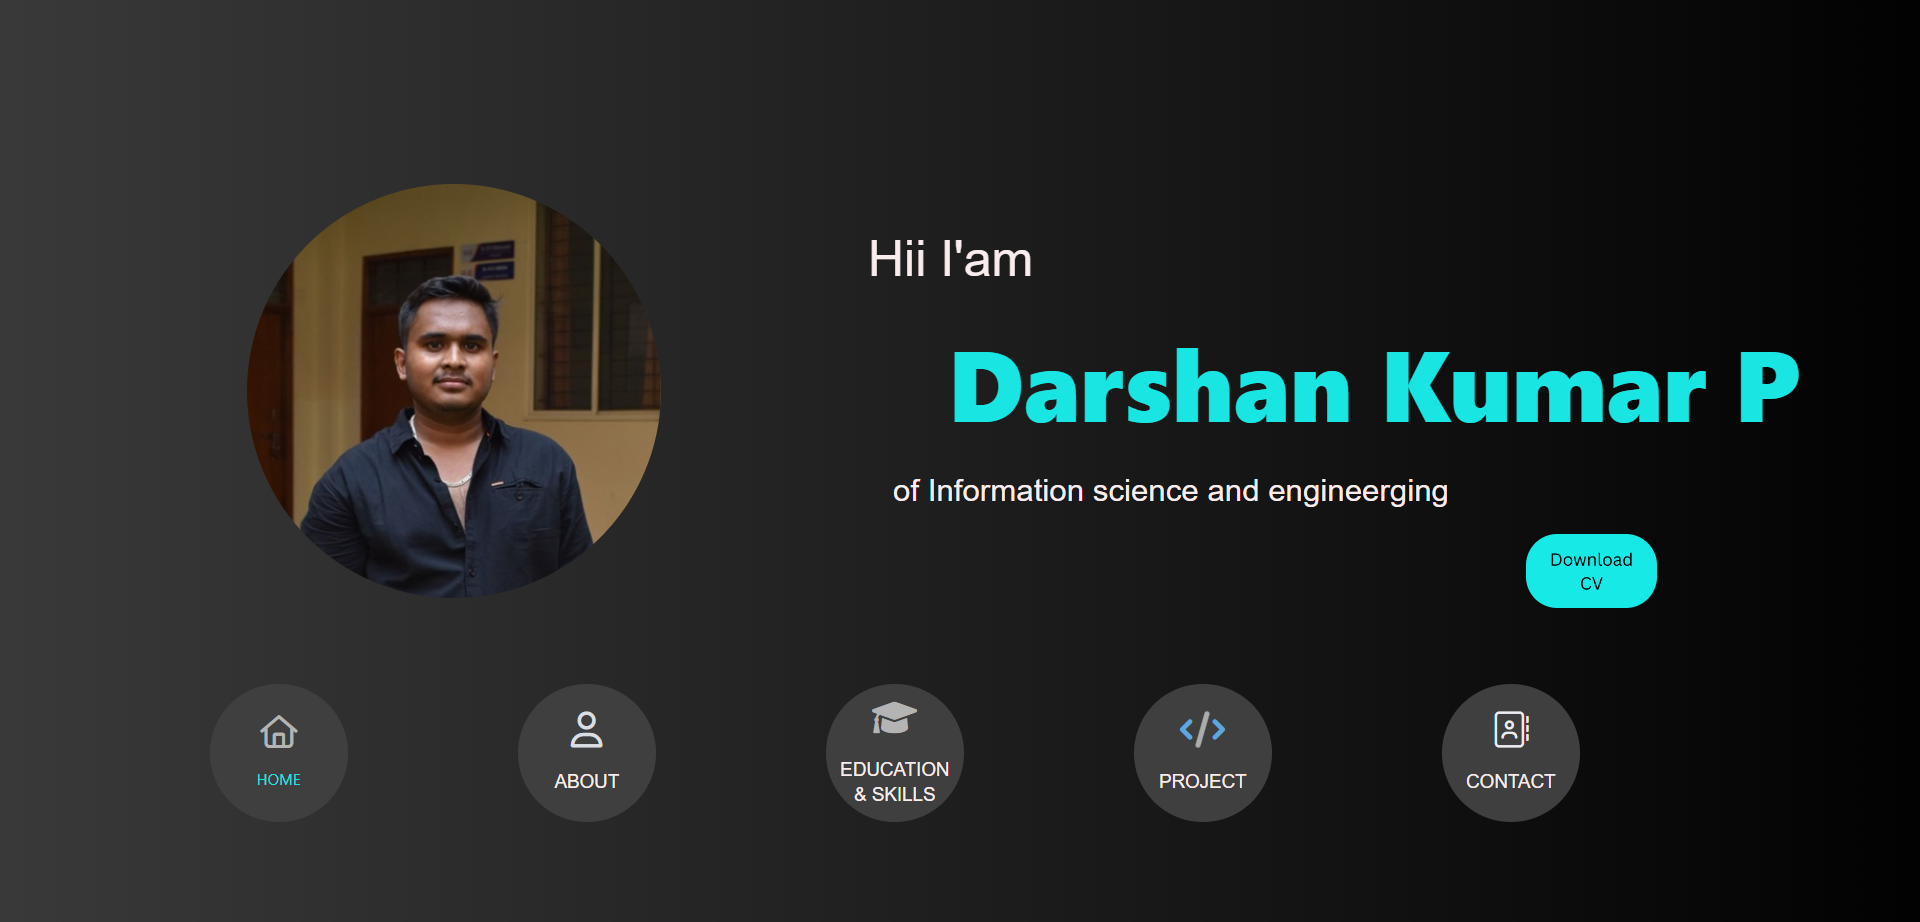 Hii I'am
Darshan Kumar P
of Information science and engineerging
Download
CV
HOME
ABOUT
EDUCATION
& SKILLS
PROJECT
CONTACT